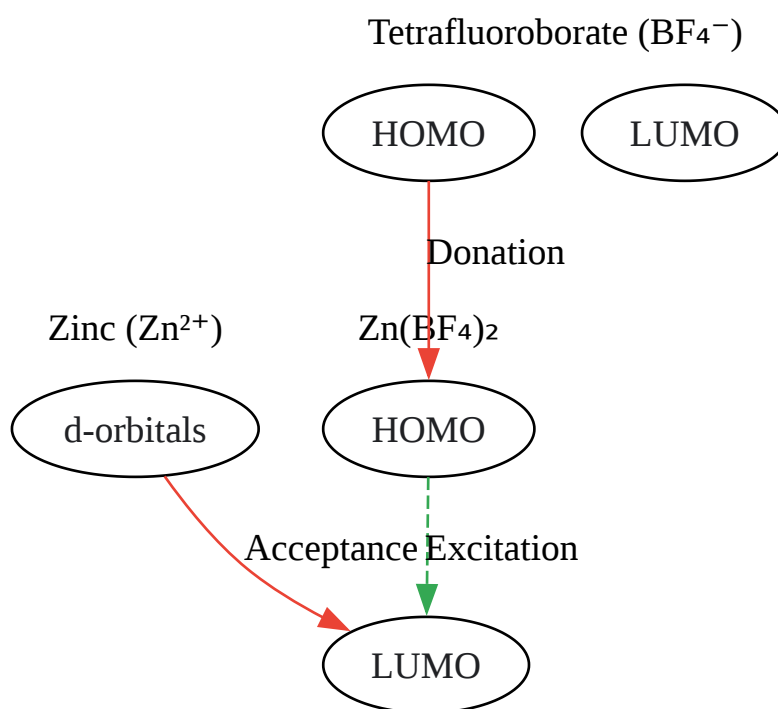 Tetrafluoroborate (BF₄⁻)
HOMO
LUMO
Donation
Zinc (Zn²⁺)
Zn(BF₄)₂
d-orbitals
HOMO
Acceptance
Excitation
LUMO